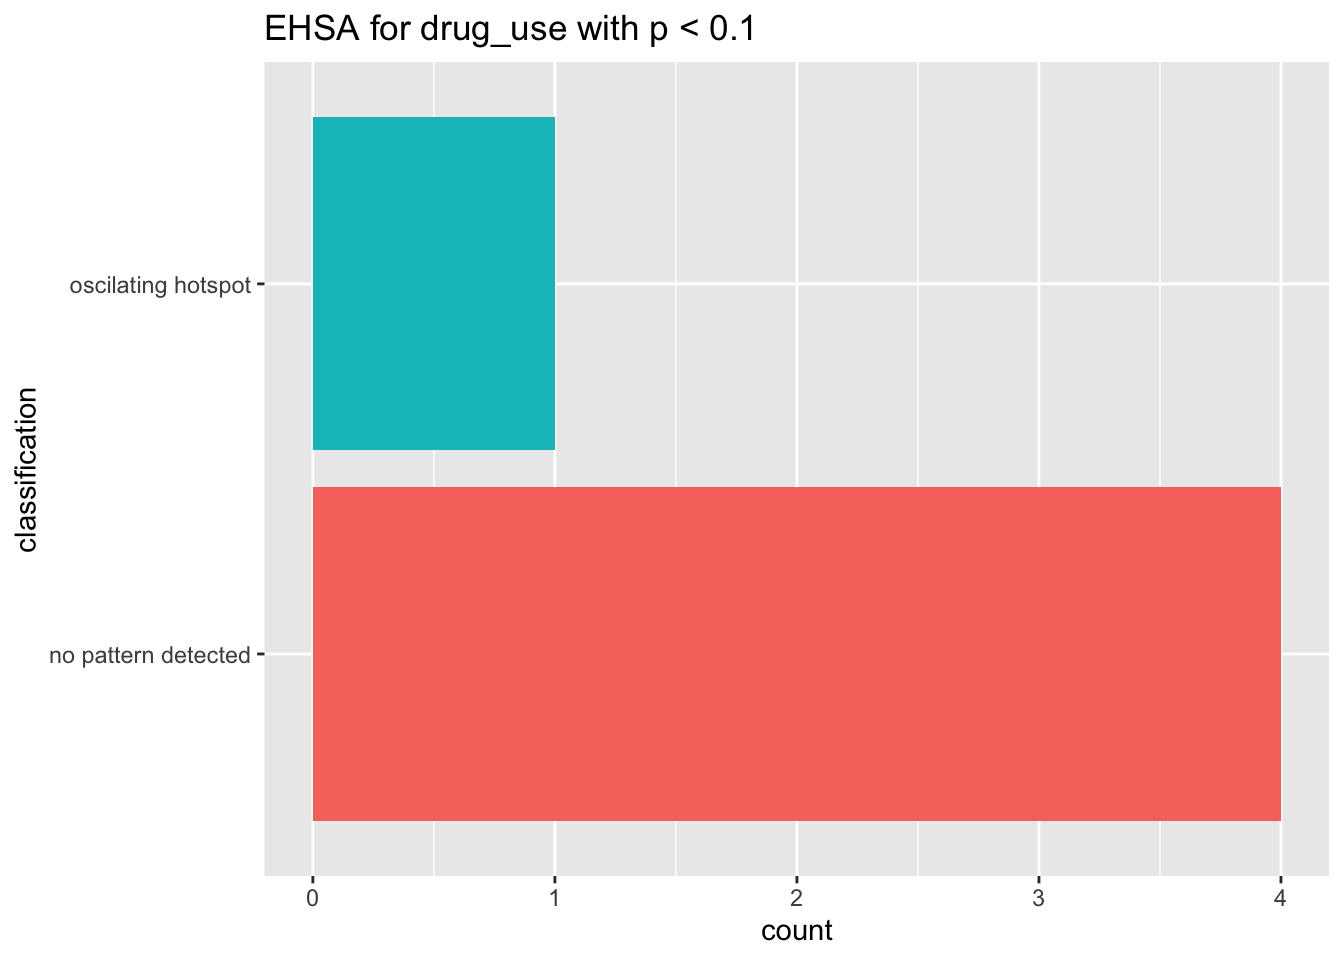 EHSA for drug_use with p < 0.1
oscilating hotspot
classification
no pattern detected
0 1 2 3 4
count